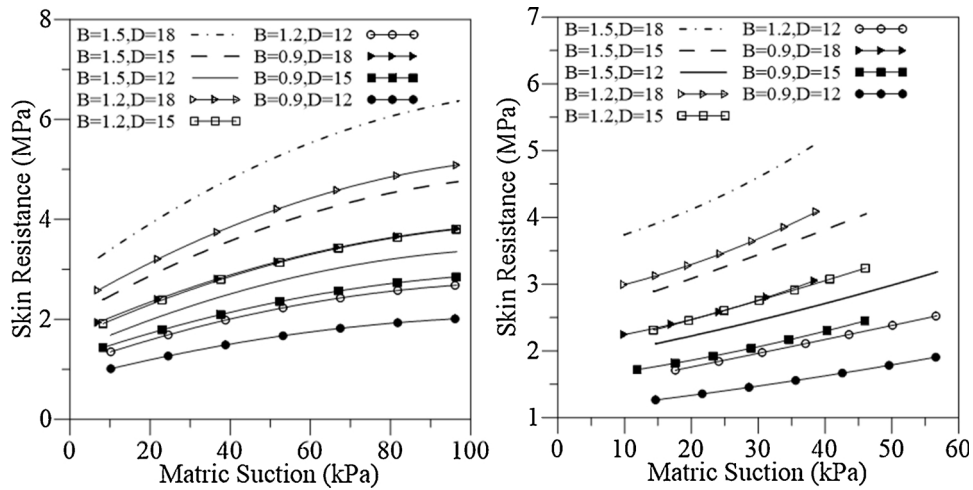 8
B=1.5,D=18 B=1.2,D=12
B=1.5,D=15 B=0.9,D=18
B=1.5,D=12 B=0.9,D=15
B=1.2,D=18 B=0.9,D=12
B=1.2,D=15
6
4
2
0
Skin Resistance (MPa)
0 20 40 60 80 100
Matric Suction (kPa)
7
B=1.5,D=18 B=1.2,D=12
B=1.5,D=15 B=0.9,D=18
B=1.5,D=12 B=0.9,D=15
B=1.2,D=18 B=0.9,D=12
B=1.2,D=15
6
5
4
3
2
1
Skin Resistance (MPa)
0 10 20 30 40 50 60
Matric Suction (kPa)